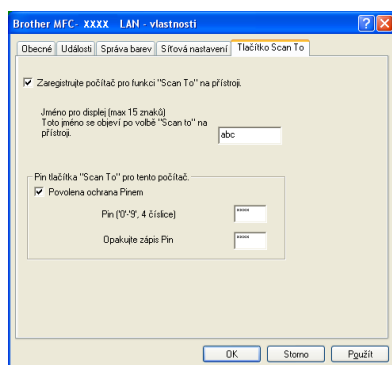 Brother MFC- XXXX LAN - vlastnosti
Obecné Události Správa barev Síťová nastavení Tlačítko Scan To
Zaregistrujte počítač pro funkci "Scan To" na přístroji.
Jméno pro displej (max 15 znaků)
Toto jméno se objeví po volbě "Scan to" na
přístroji.
abc
Pin tlačítka "Scan To" pro tento počítač.
Povolena ochrana Pinem
Pin ('0'-'9', 4 číslice) ****
Opakujte zápis Pin ****
OK Storno Použít